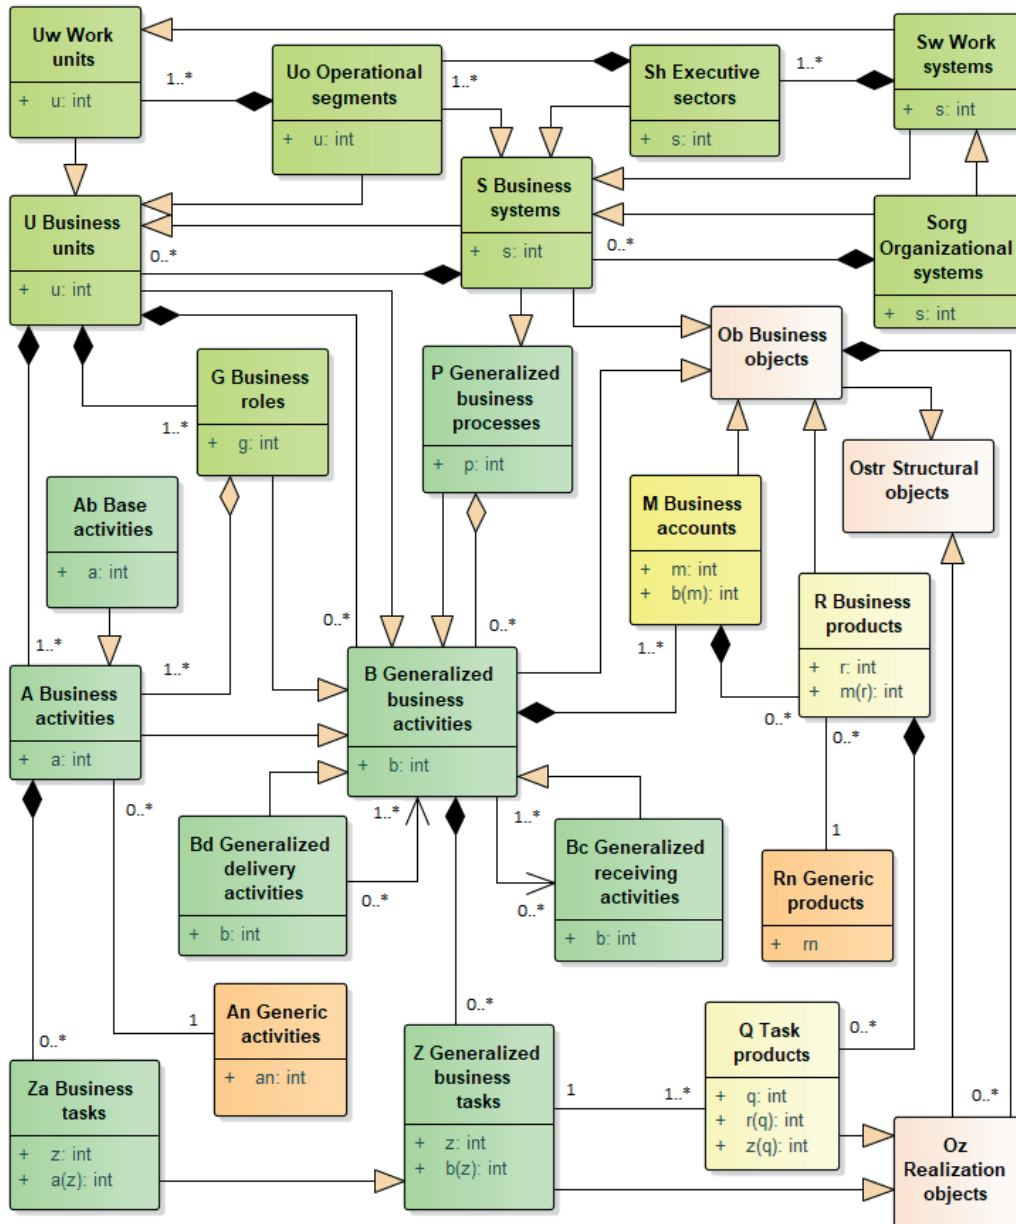 Uw Work
units
+ u: int
1..*
Uo Operational
segments
+ u: int
1..*
Sh Executive
sectors
+ s: int
1..*
Sw Work
systems
+ s: int
U Business
units
+ u: int
0..*
S Business
systems
+ s: int
0..*
Sorg
Organizational
systems
+ s: int
G Business
roles
+ g: int
1..*
P Generalized
business
processes
+ p: int
Ob Business
objects
Ostr Structural
objects
Ab Base
activities
+ a: int
M Business
accounts
+ m: int
+ b(m): int
R Business
products
+ r: int
+ m(r): int
1..*
1..*
0..*
0..*
1..*
0..*
0..*
A Business
activities
+ a: int
B Generalized
business
activities
+ b: int
0..*
1..*
1..*
1
Bd Generalized
delivery
activities
+ b: int
0..*
Bc Generalized
receiving
activities
+ b: int
0..*
Rn Generic
products
+ rn
An Generic
activities
+ an: int
1
0..*
0..*
0..*
Za Business
tasks
+ z: int
+ a(z): int
Z Generalized
business
tasks
+ z: int
+ b(z): int
1
1..*
Q Task
products
+ q: int
+ r(q): int
+ z(q): int
0..*
Oz
Realization
objects